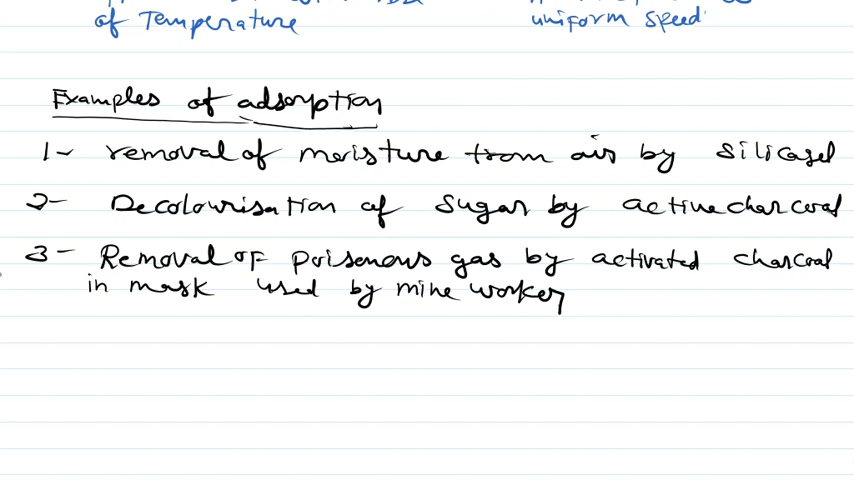 of Temperature
uniform speed
Examples of adsorption
1- removal of moisture from air by silicagel
2- Decolourisation of sugar by active charcoal
3- Removal of poisonous gas by activated charcoal
in mask used by mine worker